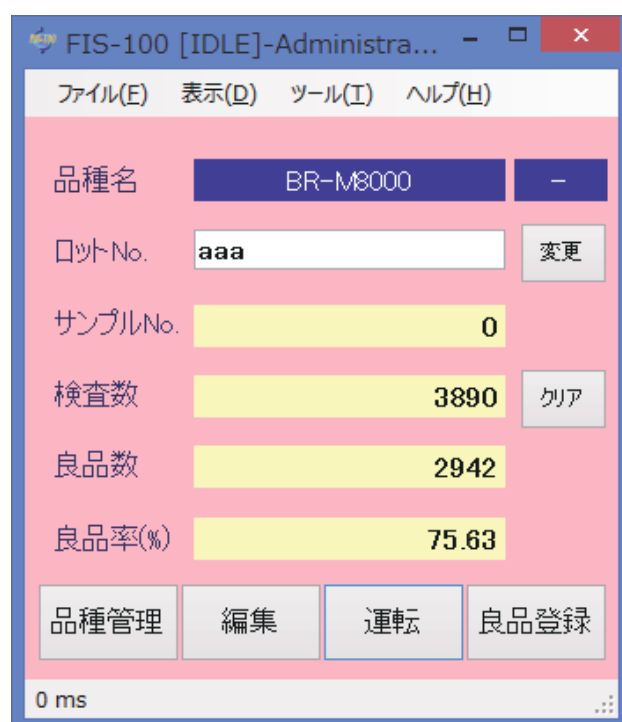 FIS-100 [IDLE]-Administra...
ファイル(F) 表示(D) ツール(T) ヘルプ(H)
品種名 BR-M8000 －
ロットNo. aaa 変更
サンプルNo. 0
検査数 3890 クリア
良品数 2942
良品率(%) 75.63
品種管理 編集 運転 良品登録
0 ms